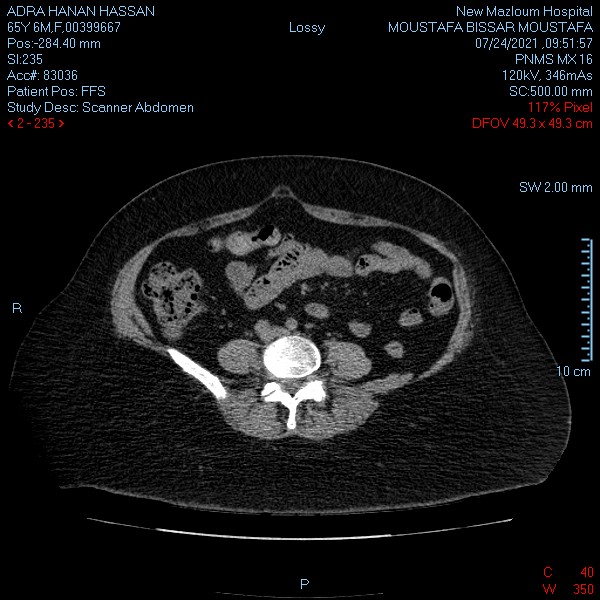 ADRA HANAN HASSAN
65Y 6M,F,00399667
Pos:-284.40 mm
SI:235
Acc#: 83036
Patient Pos: FFS
Study Desc: Scanner Abdomen
< 2 - 235 >
Lossy
New Mazloum Hospital
MOUSTAFA BISSAR MOUSTAFA
07/24/2021 ,09:51:57
PNMS MX 16
120kV, 346mAs
SC:500.00 mm
117% Pixel
DFOV 49.3 x 49.3 cm
SW 2.00 mm
R
10 cm
P
C 40
W 350